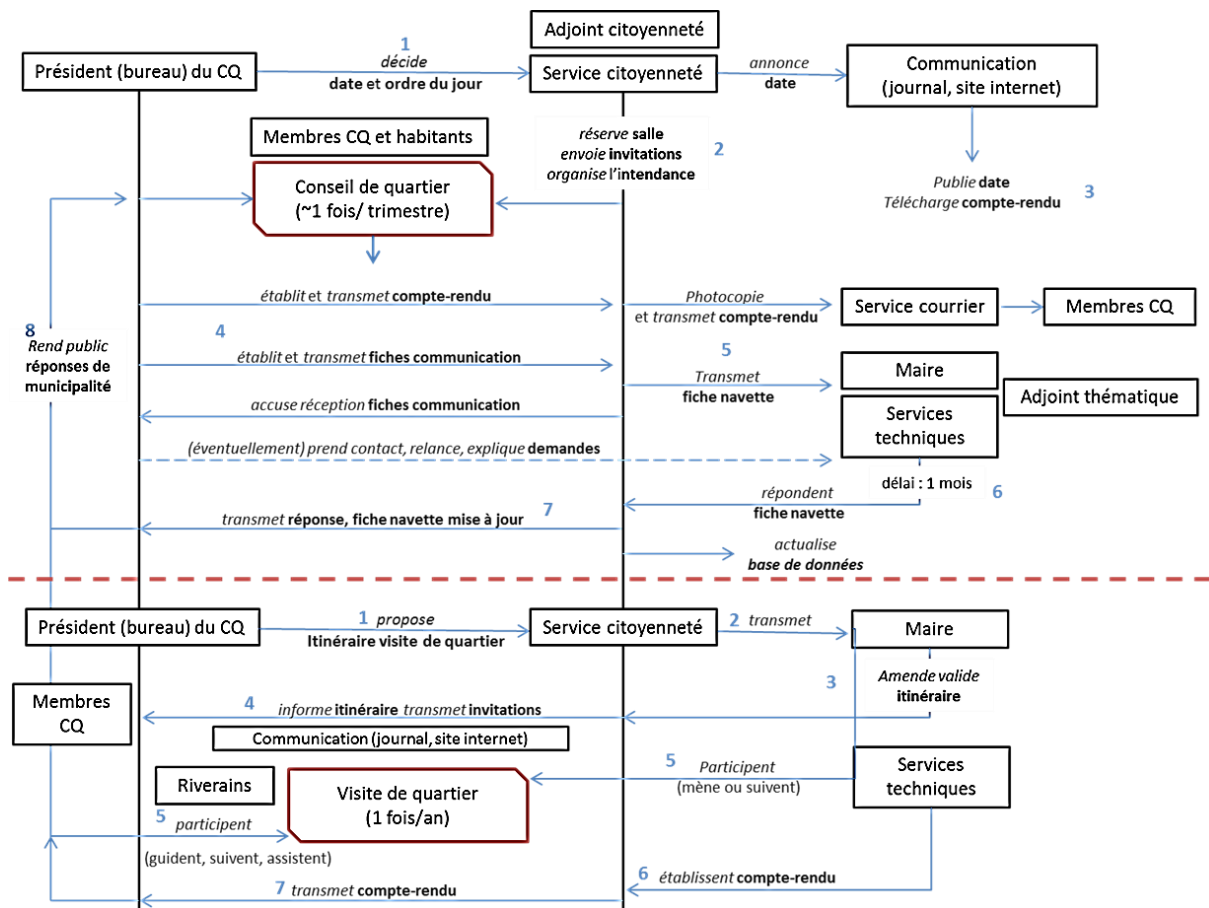 Adjoint citoyenneté
1
Président (bureau) du CQ
décide
date et ordre du jour
Service citoyenneté
annonce
date
Communication
(journal, site internet)
Membres CQ et habitants
réserve salle
envoie invitations
organise l'intendance
2
Conseil de quartier
(~1 fois/ trimestre)
Publie date
Télécharge compte-rendu
3
établit et transmet compte-rendu
Photocopie
et transmet compte-rendu
Service courrier
Membres CQ
8
Rend public
réponses de
municipalité
4
établit et transmet fiches communication
5
Transmet
fiche navette
Maire
Adjoint thématique
accuse réception fiches communication
Services
techniques
(éventuellement) prend contact, relance, explique demandes
délai : 1 mois
6
répondent
fiche navette
7
transmet réponse, fiche navette mise à jour
actualise
base de données
Président (bureau) du CQ
1 propose
Itinéraire visite de quartier
Service citoyenneté
2 transmet
Maire
3
Amende valide
itinéraire
Membres
CQ
4
informe itinéraire transmet invitations
Communication (journal, site internet)
5
Participent
(mène ou suivent)
Services
techniques
Riverains
Visite de quartier
(1 fois/an)
5
participent
(guident, suivent, assistent)
6 établissent compte-rendu
7 transmet compte-rendu